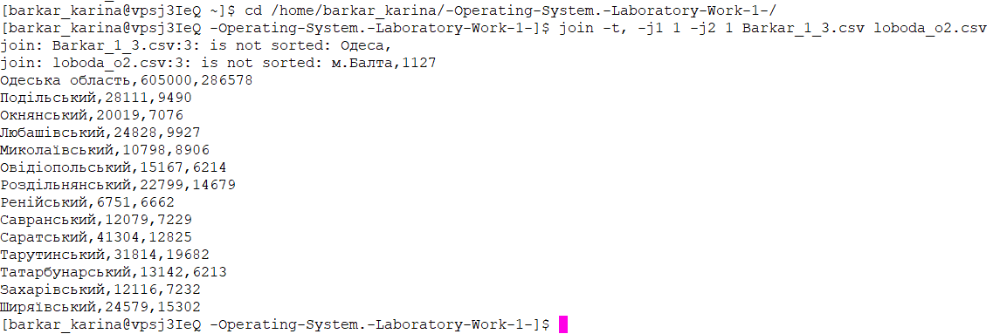 [barkar_karina@vpsj3IeQ ~]$ cd /home/barkar_karina/-Operating-System.-Laboratory-Work-1-/
[barkar_karina@vpsj3IeQ -Operating-System.-Laboratory-Work-1-]$ join -t, -j1 1 -j2 1 Barkar_1_3.csv loboda_o2.csv
join: Barkar_1_3.csv:3: is not sorted: Одеса,
join: loboda_o2.csv:3: is not sorted: м.Балта,1127
Одеська область,605000,286578
Подільський,28111,9490
Окнянський,20019,7076
Любашівський,24828,9927
Миколаївський,10798,8906
Овідіопольський,15167,6214
Роздільнянський,22799,14679
Ренійський,6751,6662
Савранський,12079,7229
Саратський,41304,12825
Тарутинський,31814,19682
Татарбунарський,13142,6213
Захарівський,12116,7232
Ширяївський,24579,15302
[barkar_karina@vpsj3IeQ -Operating-System.-Laboratory-Work-1-]$